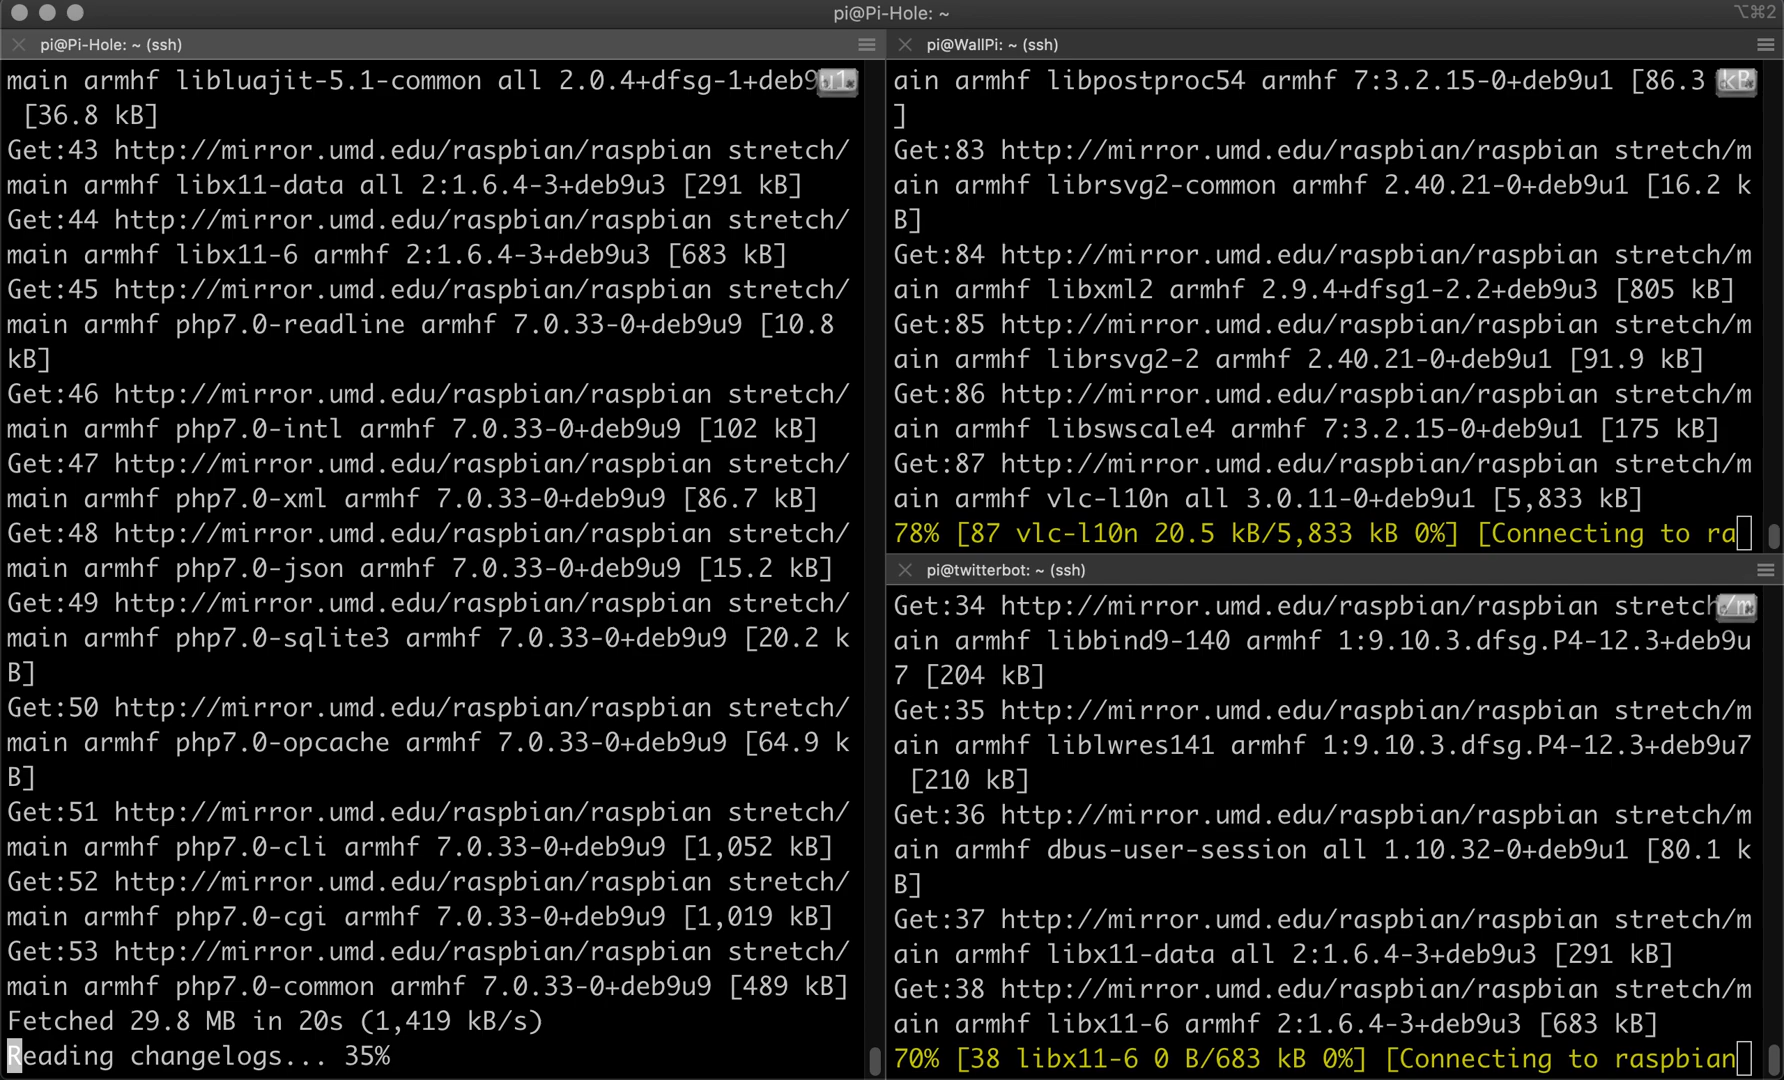 pi@Pi-Hole: ~
⌥⌘2
pi@Pi-Hole: ~ (ssh)
main armhf libluajit-5.1-common all 2.0.4+dfsg-1+deb9u1
[36.8 kB]
Get:43 http://mirror.umd.edu/raspbian/raspbian stretch/
main armhf libx11-data all 2:1.6.4-3+deb9u3 [291 kB]
Get:44 http://mirror.umd.edu/raspbian/raspbian stretch/
main armhf libx11-6 armhf 2:1.6.4-3+deb9u3 [683 kB]
Get:45 http://mirror.umd.edu/raspbian/raspbian stretch/
main armhf php7.0-readline armhf 7.0.33-0+deb9u9 [10.8
kB]
Get:46 http://mirror.umd.edu/raspbian/raspbian stretch/
main armhf php7.0-intl armhf 7.0.33-0+deb9u9 [102 kB]
Get:47 http://mirror.umd.edu/raspbian/raspbian stretch/
main armhf php7.0-xml armhf 7.0.33-0+deb9u9 [86.7 kB]
Get:48 http://mirror.umd.edu/raspbian/raspbian stretch/
main armhf php7.0-json armhf 7.0.33-0+deb9u9 [15.2 kB]
Get:49 http://mirror.umd.edu/raspbian/raspbian stretch/
main armhf php7.0-sqlite3 armhf 7.0.33-0+deb9u9 [20.2 k
B]
Get:50 http://mirror.umd.edu/raspbian/raspbian stretch/
main armhf php7.0-opcache armhf 7.0.33-0+deb9u9 [64.9 k
B]
Get:51 http://mirror.umd.edu/raspbian/raspbian stretch/
main armhf php7.0-cli armhf 7.0.33-0+deb9u9 [1,052 kB]
Get:52 http://mirror.umd.edu/raspbian/raspbian stretch/
main armhf php7.0-cgi armhf 7.0.33-0+deb9u9 [1,019 kB]
Get:53 http://mirror.umd.edu/raspbian/raspbian stretch/
main armhf php7.0-common armhf 7.0.33-0+deb9u9 [489 kB]
Fetched 29.8 MB in 20s (1,419 kB/s)
Reading changelogs... 35%
pi@WallPi: ~ (ssh)
ain armhf libpostproc54 armhf 7:3.2.15-0+deb9u1 [86.3 kB
]
Get:83 http://mirror.umd.edu/raspbian/raspbian stretch/m
ain armhf librsvg2-common armhf 2.40.21-0+deb9u1 [16.2 k
B]
Get:84 http://mirror.umd.edu/raspbian/raspbian stretch/m
ain armhf libxml2 armhf 2.9.4+dfsg1-2.2+deb9u3 [805 kB]
Get:85 http://mirror.umd.edu/raspbian/raspbian stretch/m
ain armhf librsvg2-2 armhf 2.40.21-0+deb9u1 [91.9 kB]
Get:86 http://mirror.umd.edu/raspbian/raspbian stretch/m
ain armhf libswscale4 armhf 7:3.2.15-0+deb9u1 [175 kB]
Get:87 http://mirror.umd.edu/raspbian/raspbian stretch/m
ain armhf vlc-l10n all 3.0.11-0+deb9u1 [5,833 kB]
78% [87 vlc-l10n 20.5 kB/5,833 kB 0%] [Connecting to ra
pi@twitterbot: ~ (ssh)
Get:34 http://mirror.umd.edu/raspbian/raspbian stretch/m
ain armhf libbind9-140 armhf 1:9.10.3.dfsg.P4-12.3+deb9u
7 [204 kB]
Get:35 http://mirror.umd.edu/raspbian/raspbian stretch/m
ain armhf liblwres141 armhf 1:9.10.3.dfsg.P4-12.3+deb9u7
[210 kB]
Get:36 http://mirror.umd.edu/raspbian/raspbian stretch/m
ain armhf dbus-user-session all 1.10.32-0+deb9u1 [80.1 k
B]
Get:37 http://mirror.umd.edu/raspbian/raspbian stretch/m
ain armhf libx11-data all 2:1.6.4-3+deb9u3 [291 kB]
Get:38 http://mirror.umd.edu/raspbian/raspbian stretch/m
ain armhf libx11-6 armhf 2:1.6.4-3+deb9u3 [683 kB]
70% [38 libx11-6 0 B/683 kB 0%] [Connecting to raspbian